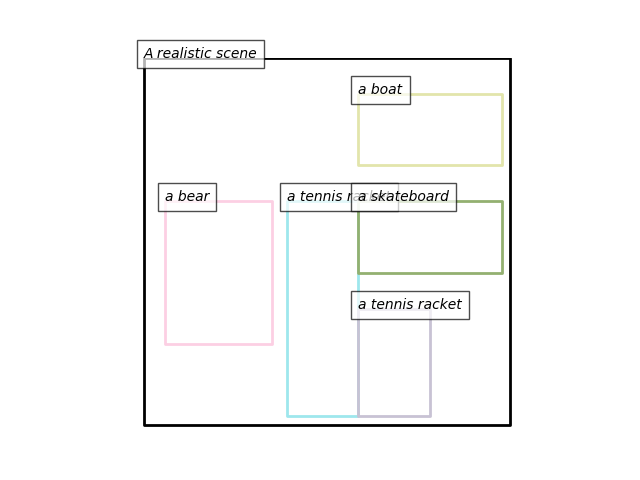 A realistic scene
a boat
a bear
a tennis racket
a skateboard
a tennis racket